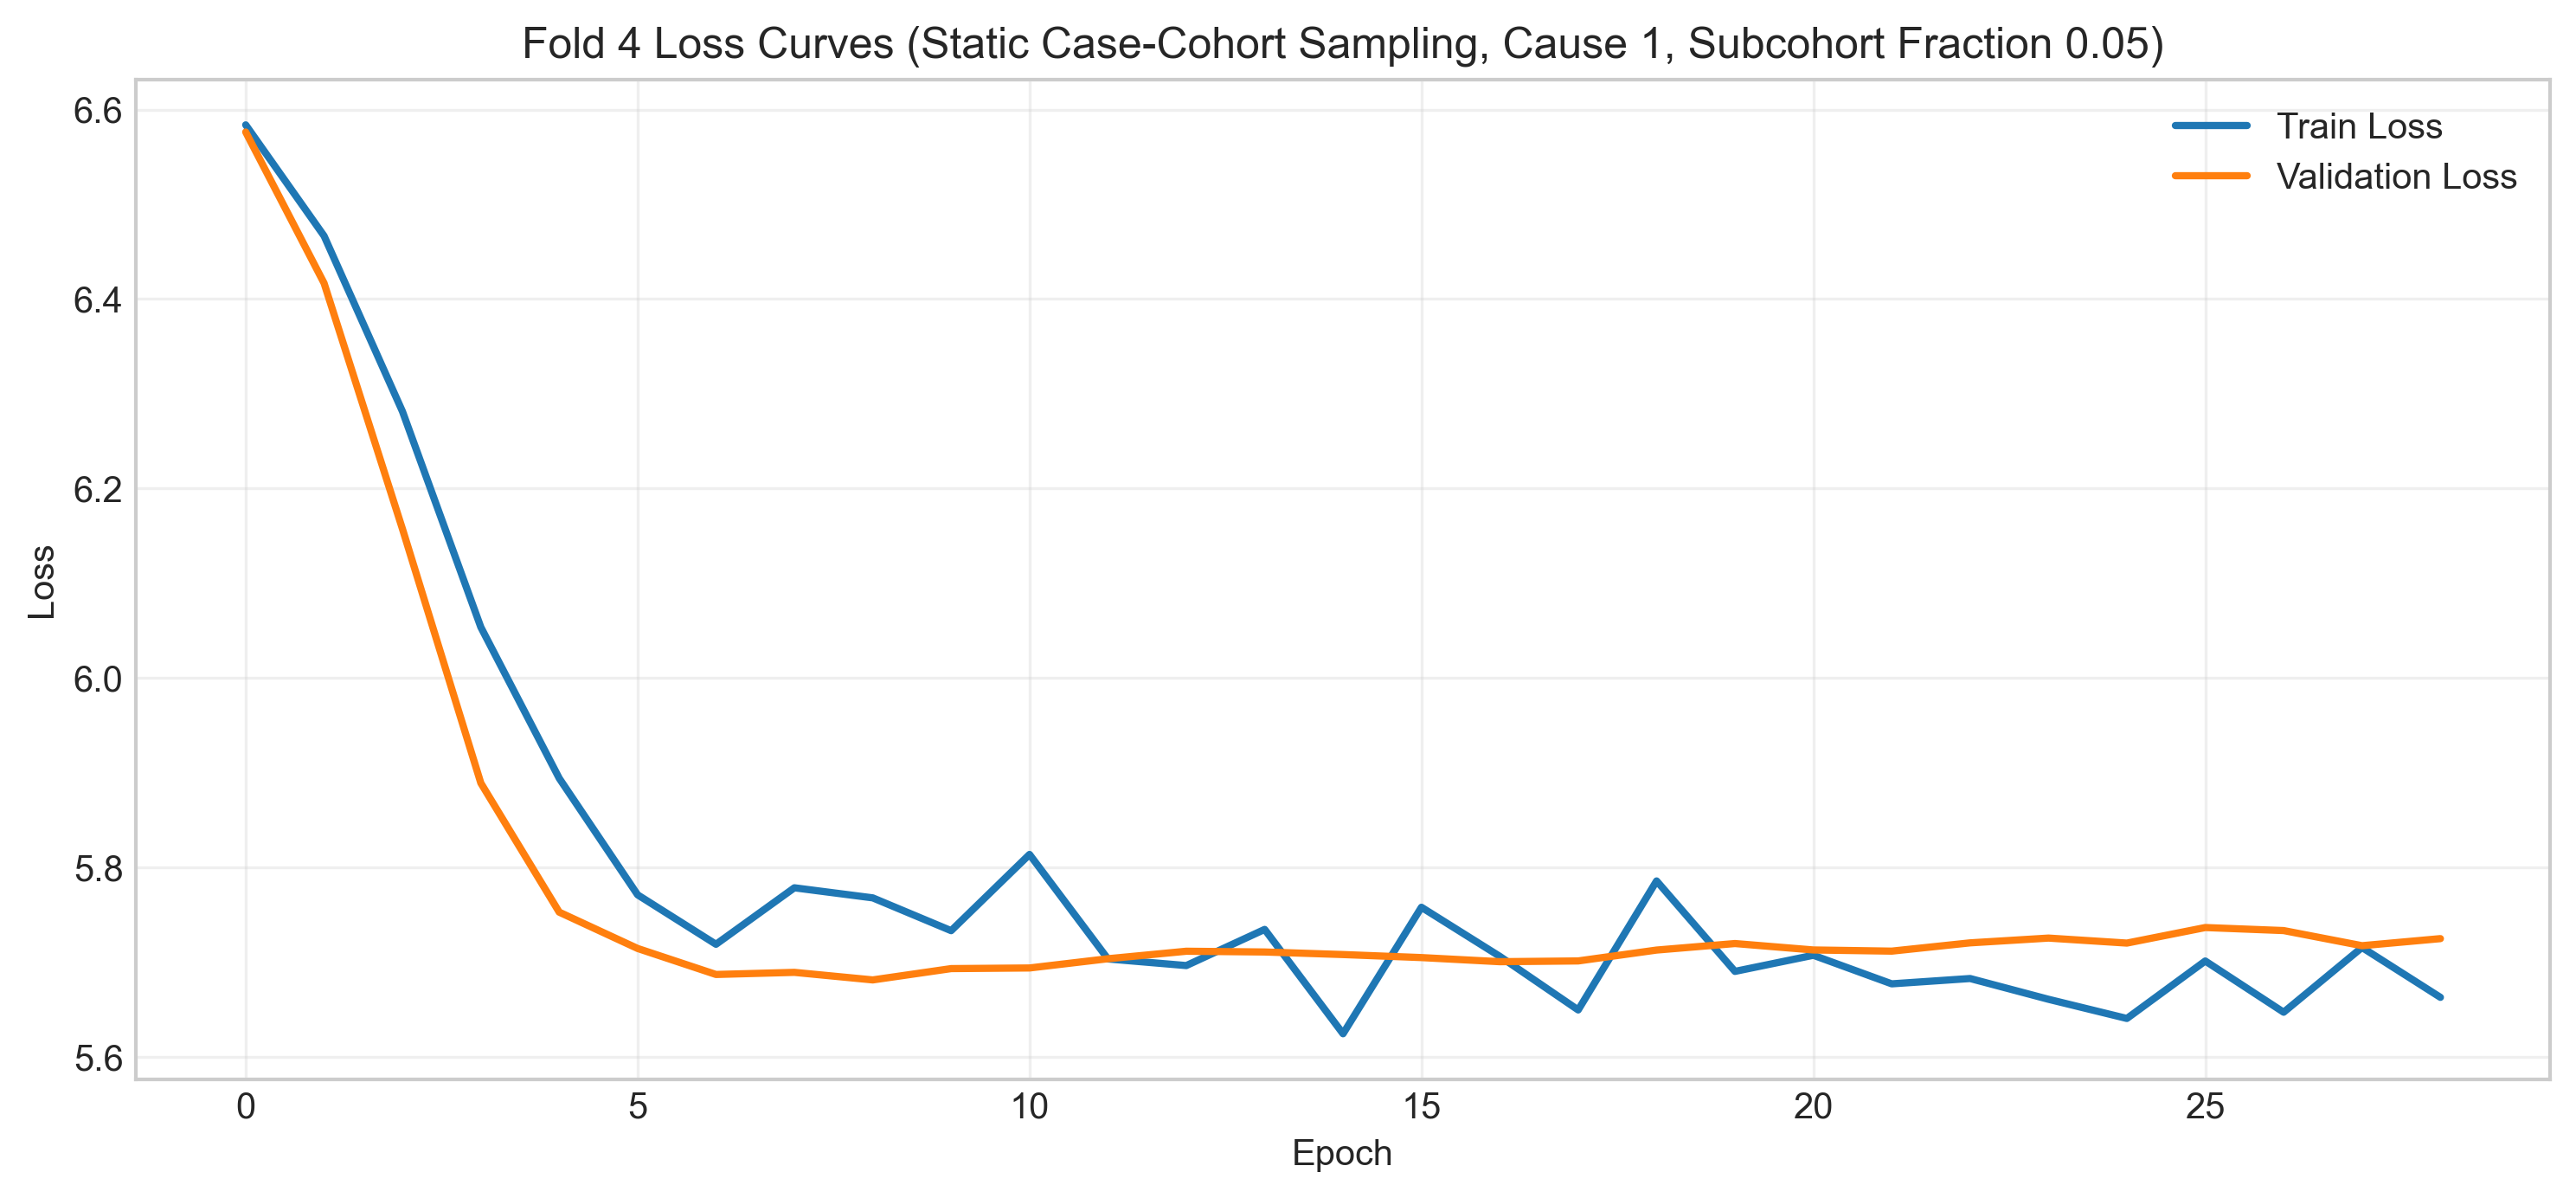 Fold 4 Loss Curves (Static Case-Cohort Sampling, Cause 1, Subcohort Fraction 0.05)
Train Loss
Validation Loss
6.6
6.4
6.2
6.0
5.8
5.6
Loss
0 5 10 15 20 25
Epoch